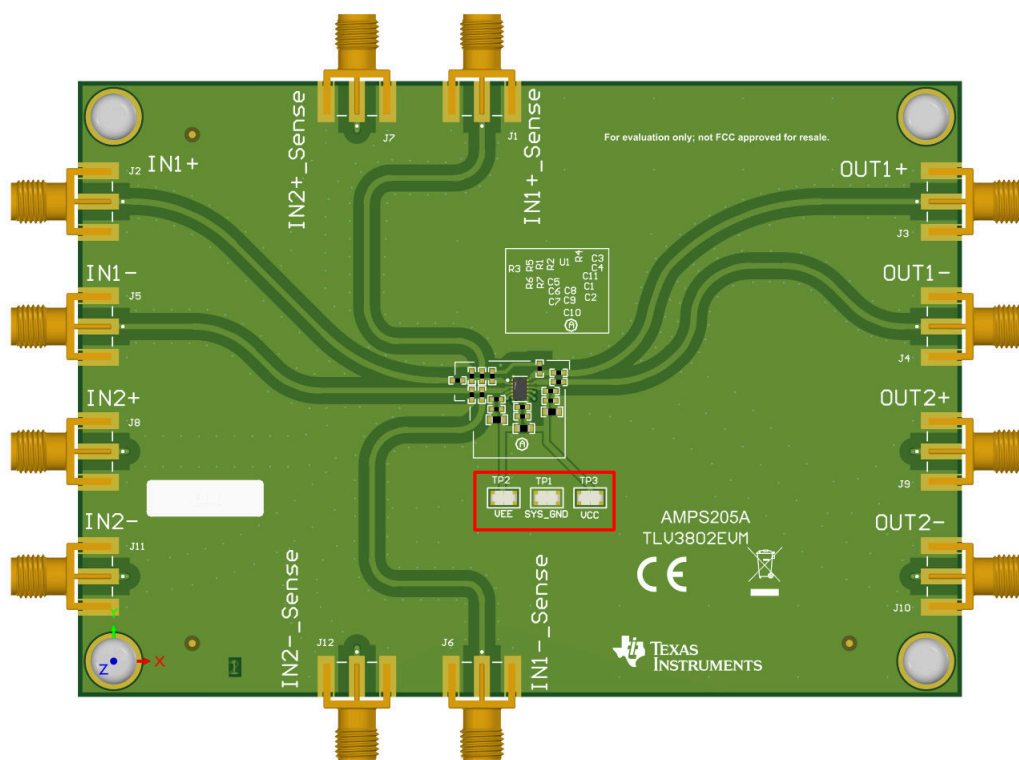 J7
J1
IN2+_Sense
IN1+_Sense
For evaluation only; not FCC approved for resale.
J2
IN1+
OUT1+
J3
IN1-
J5
OUT1-
J4
R3 R5 R1 R2 U1 R4 C3
C4
R6 R7 C5 C11
C6 C8 C1
C7 C9 C2
C10
A
A
IN2+
J8
OUT2+
J9
TP2 TP1 TP3
VEE SYS_GND VCC
IN2-
J11
OUT2-
J10
AMPS205A
TLV3802EVM
CE
IN2-_Sense
J12
J6
IN1-_Sense
TEXAS
INSTRUMENTS
Y
Z
X
1